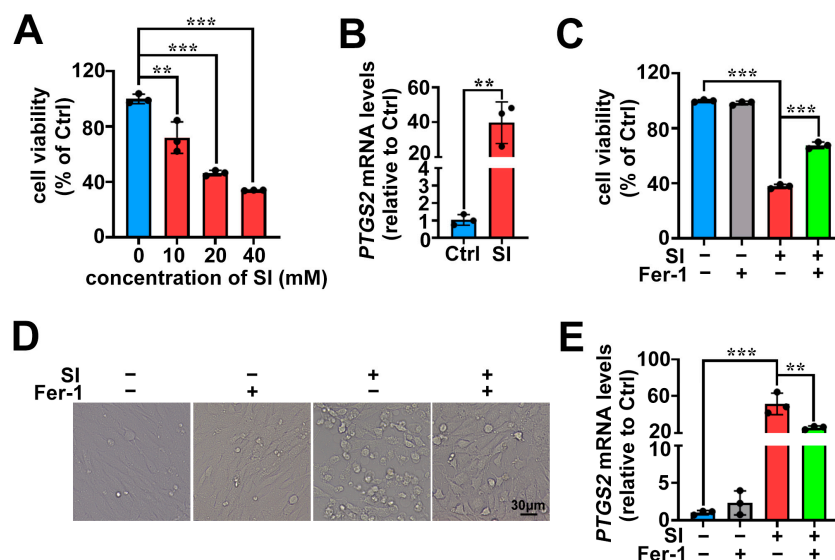 A
cell viability
(% of Ctrl)
120
80
40
0
***
***
**
0 10 20 40
concentration of SI (mM)
B
PTGS2 mRNA levels
(relative to Ctrl)
60
40
20
4
3
2
1
0
**
Ctrl SI
C
cell viability
(% of Ctrl)
120
80
40
0
***
***
SI – – + +
Fer-1 – + – +
D
SI – – + +
Fer-1 – + – +
30μm
E
PTGS2 mRNA levels
(relative to Ctrl)
100
60
20
10
5
0
***
**
SI – – + +
Fer-1 – + – +